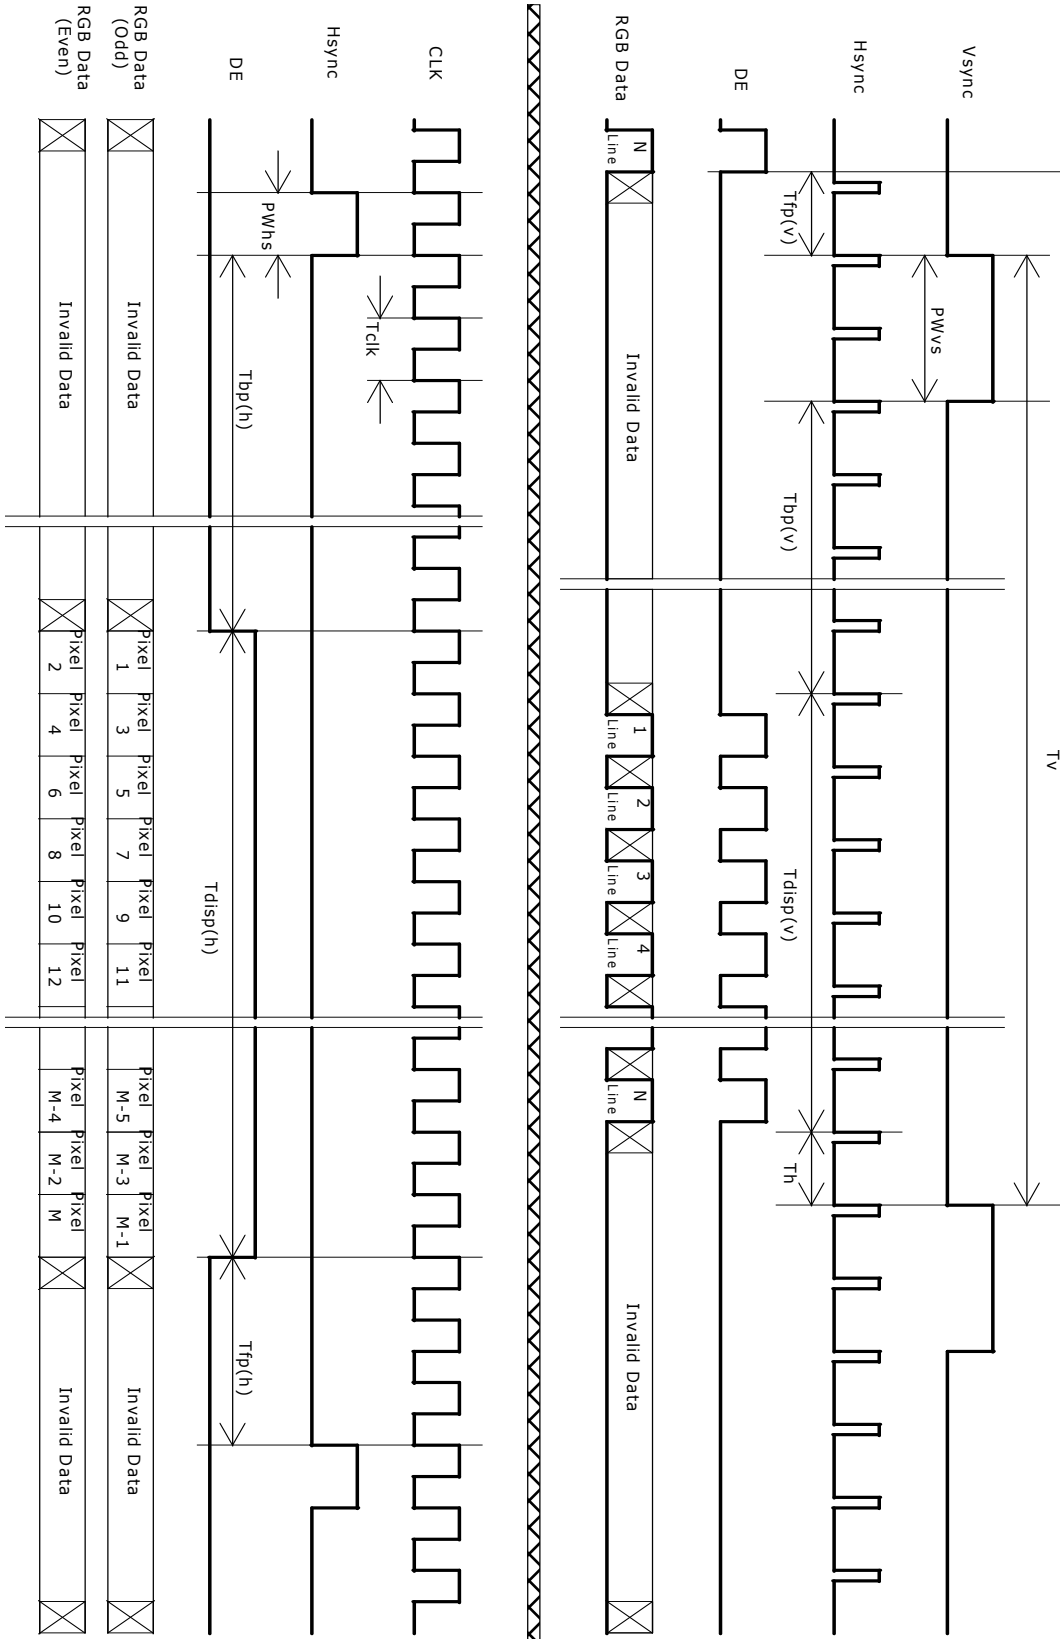 Tv
Vsync
PWvs
Hsync
Tfp(v)
Tbp(v)
Tdisp(v)
Th
DE
RGB Data
Line N
Invalid Data
Line 1
Line 2
Line 3
Line 4
Line N
Invalid Data
CLK
Tclk
Hsync
PWhs
DE
Tbp(h)
Tdisp(h)
Tfp(h)
RGB Data
(Odd)
Invalid Data
Pixel 1
Pixel 3
Pixel 5
Pixel 7
Pixel 9
Pixel 11
Pixel M-5
Pixel M-3
Pixel M-1
Invalid Data
RGB Data
(Even)
Invalid Data
Pixel 2
Pixel 4
Pixel 6
Pixel 8
Pixel 10
Pixel 12
Pixel M-4
Pixel M-2
Pixel M
Invalid Data